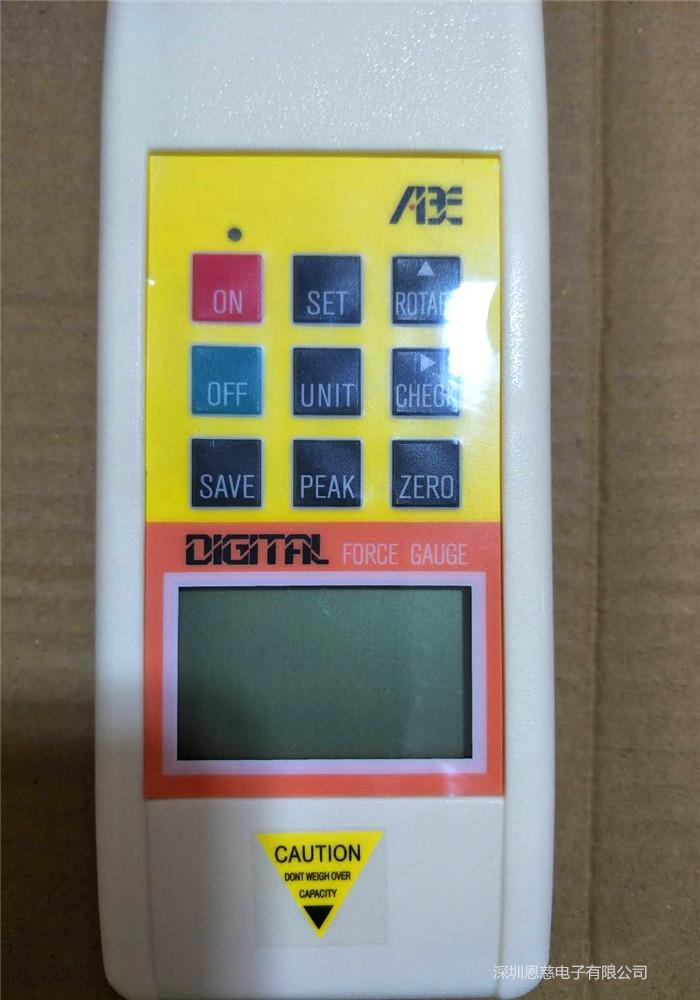 ABE
ON SET ROTARY
OFF UNIT CHECK
SAVE PEAK ZERO
DIGITAL FORCE GAUGE
CAUTION
DONT WEIGH OVER
CAPACITY
深圳恩慈电子有限公司